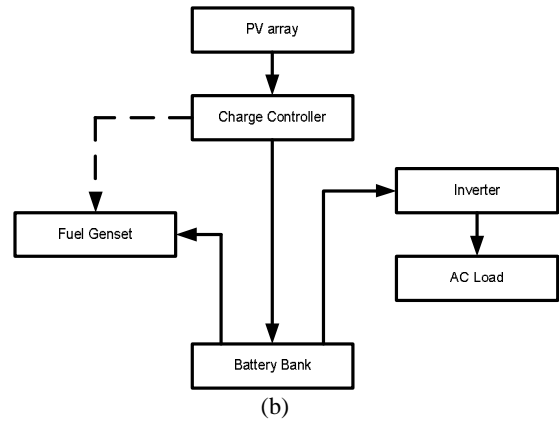 PV array
Charge Controller
Inverter
Fuel Genset
AC Load
Battery Bank
(b)